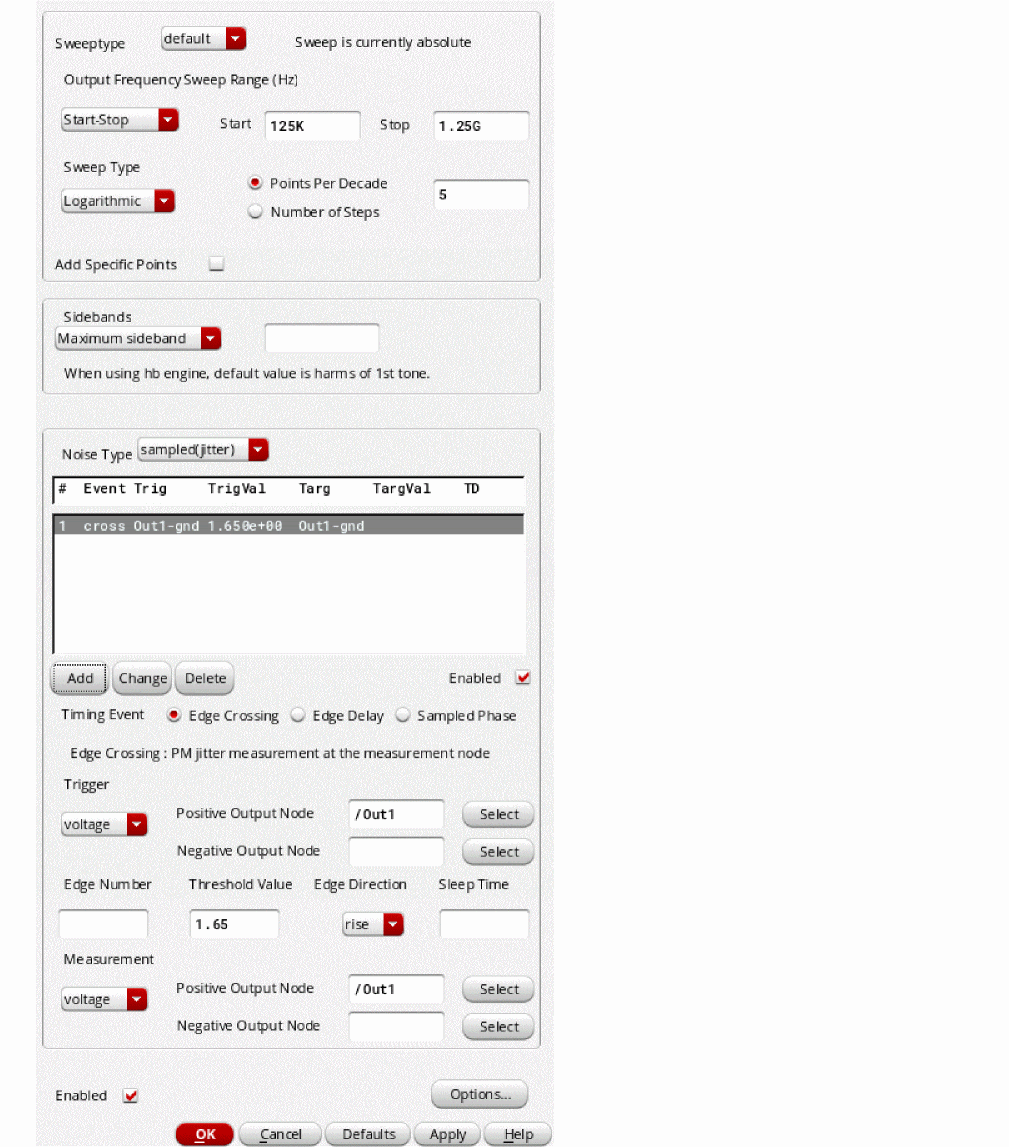 Sweeptype default Sweep is currently absolute
Output Frequency Sweep Range (Hz)
Start-Stop Start 125K Stop 1.25G
Sweep Type
Logarithmic Points Per Decade 5
Number of Steps
Add Specific Points
Sidebands
Maximum sideband
When using hb engine, default value is harms of 1st tone.
Noise Type sampled(jitter)
# Event Trig TrigVal Targ TargVal TD
1 cross Out1-gnd 1.650e+00 Out1-gnd
Add Change Delete Enabled
Timing Event Edge Crossing Edge Delay Sampled Phase
Edge Crossing : PM jitter measurement at the measurement node
Trigger
voltage Positive Output Node /Out1 Select
Negative Output Node Select
Edge Number Threshold Value Edge Direction Sleep Time
1.65 rise
Measurement
voltage Positive Output Node /Out1 Select
Negative Output Node Select
Enabled Options...
OK Cancel Defaults Apply Help